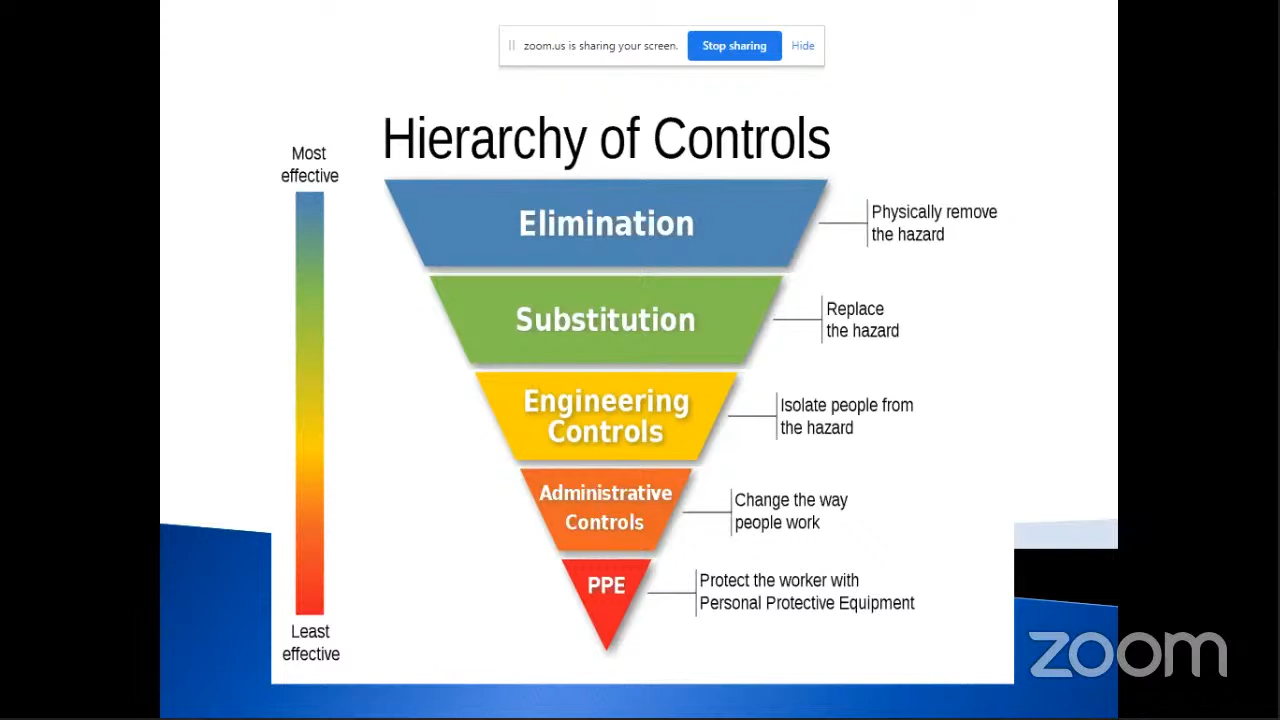 zoom.us is sharing your screen. Stop sharing Hide
Hierarchy of Controls
Most
effective
Elimination
Physically remove
the hazard
Substitution
Replace
the hazard
Engineering
Controls
Isolate people from
the hazard
Administrative
Controls
Change the way
people work
PPE
Protect the worker with
Personal Protective Equipment
Least
effective
zoom